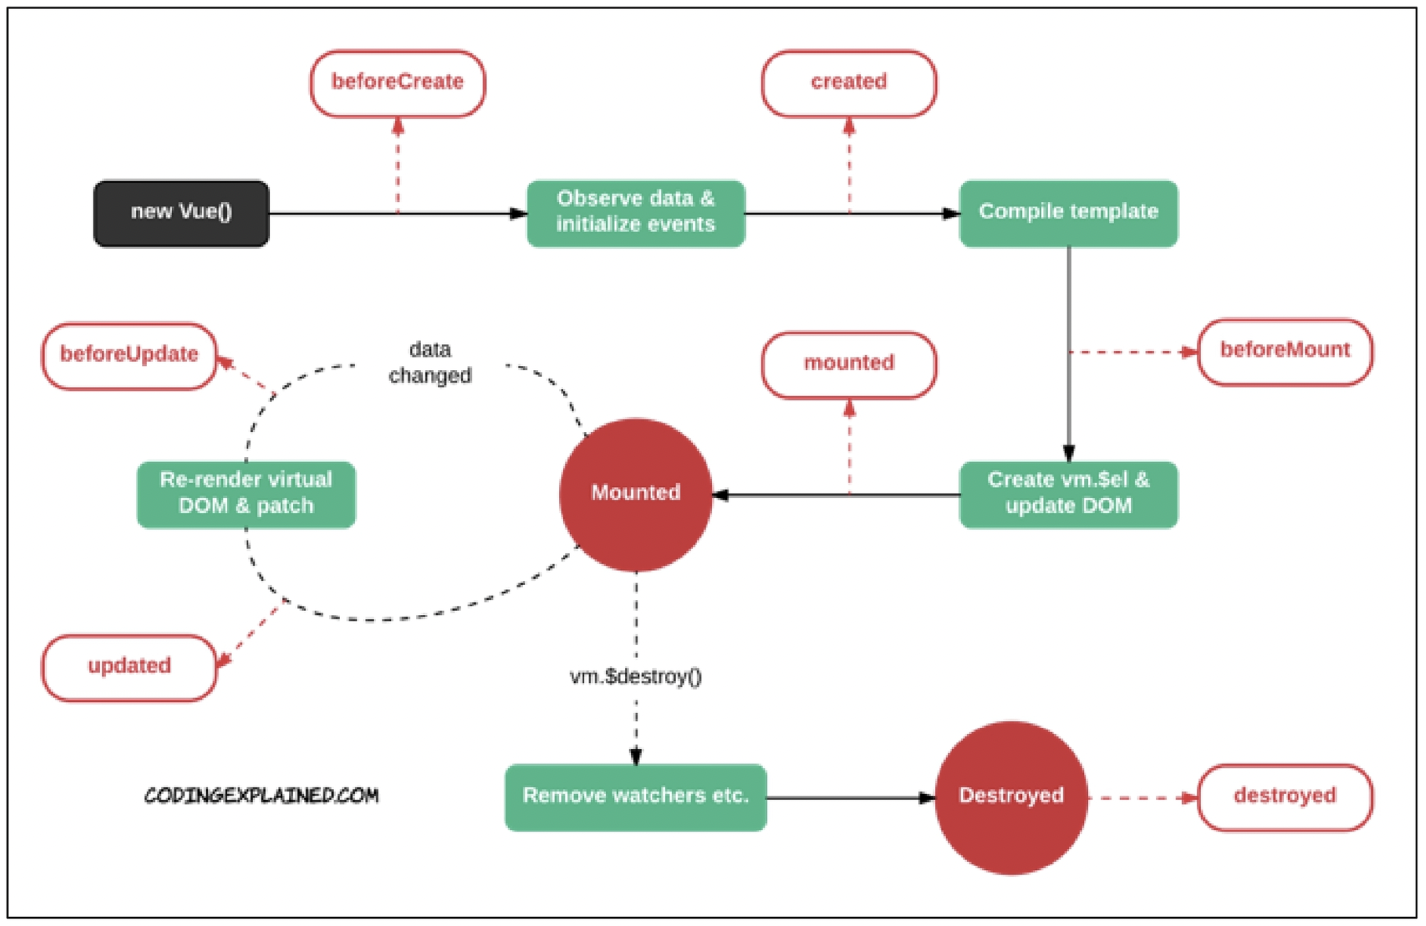 beforeCreate
created
new Vue()
Observe data &
initialize events
Compile template
beforeUpdate
data
changed
mounted
beforeMount
Re-render virtual
DOM & patch
Mounted
Create vm.$el &
update DOM
updated
vm.$destroy()
CODINGEXPLAINED.COM
Remove watchers etc.
Destroyed
destroyed